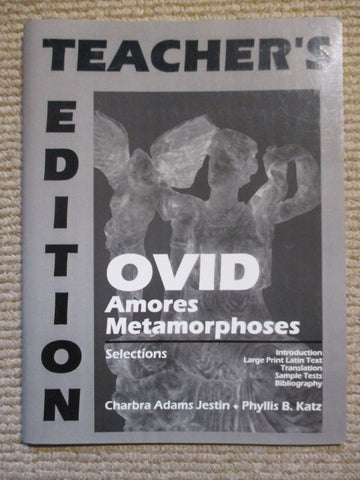 TEACHER'S
EDITION
OVID
Amores
Metamorphoses
Selections
Introduction
Large Print Latin Text
Translation
Sample Tests
Bibliography
Charbra Adams Jestin + Phyllis B. Katz